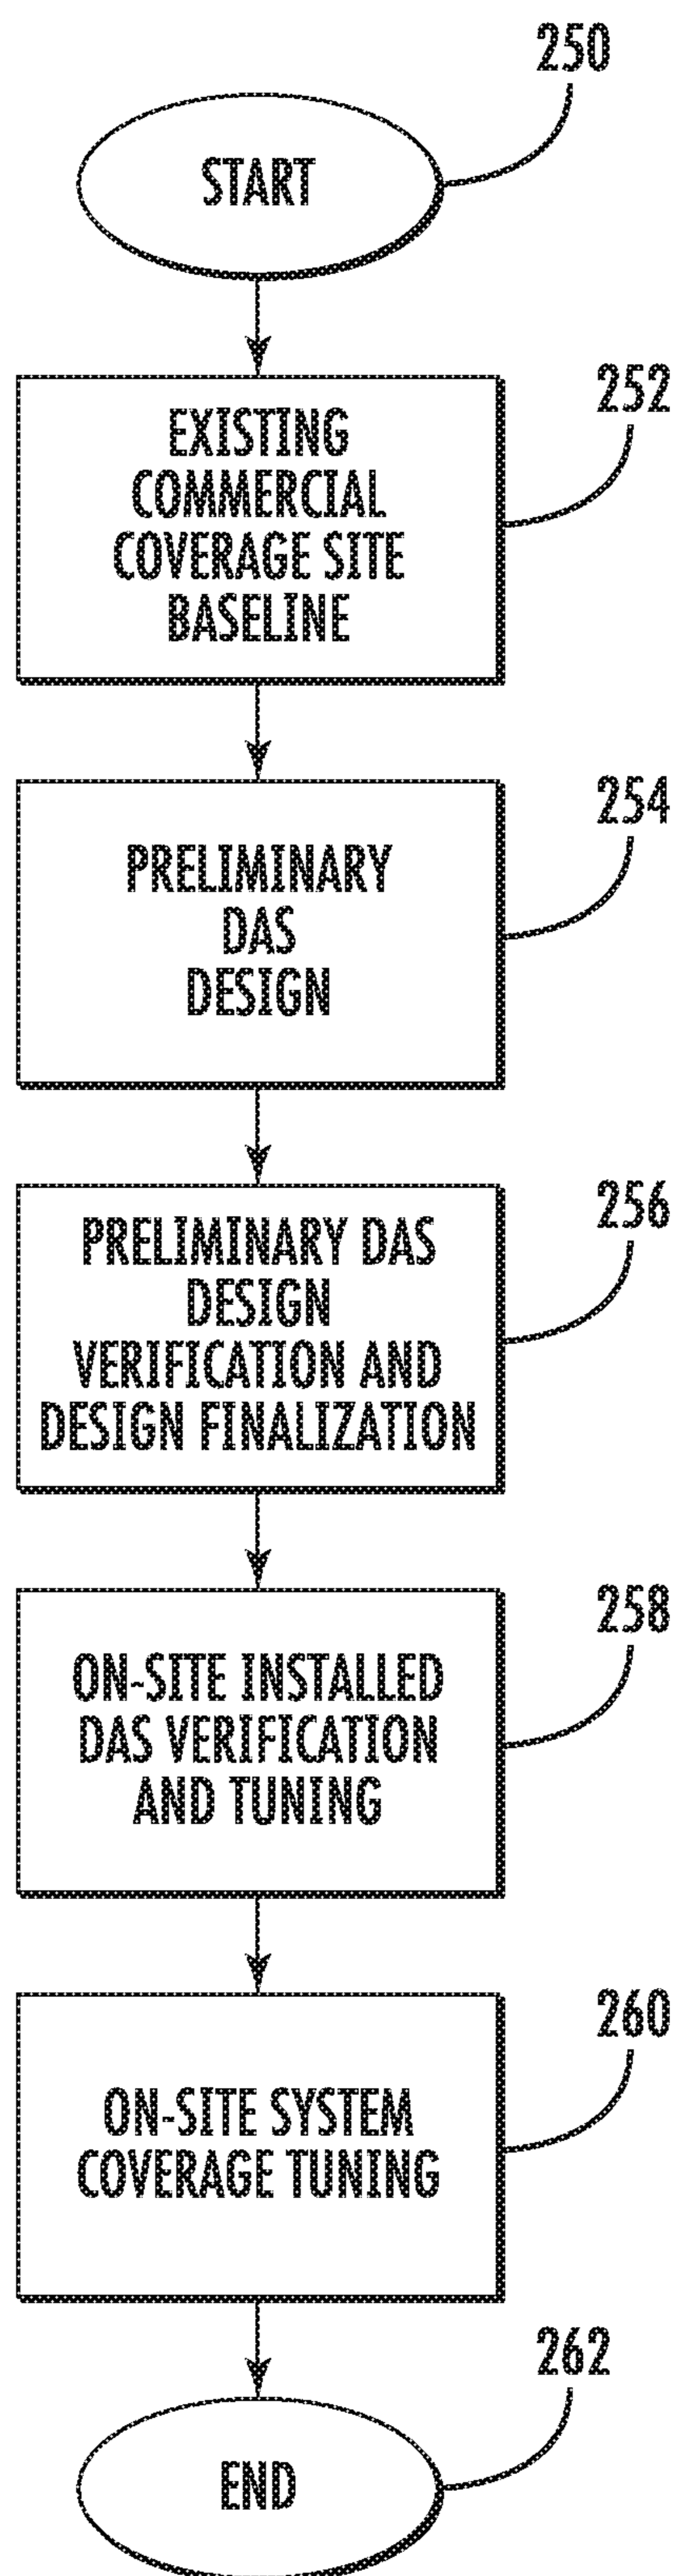 250
START
252
EXISTING
COMMERCIAL
COVERAGE SITE
BASELINE
254
PRELIMINARY
DAS
DESIGN
256
PRELIMINARY DAS
DESIGN
VERIFICATION AND
DESIGN FINALIZATION
258
ON-SITE INSTALLED
DAS VERIFICATION
AND TUNING
260
ON-SITE SYSTEM
COVERAGE TUNING
262
END